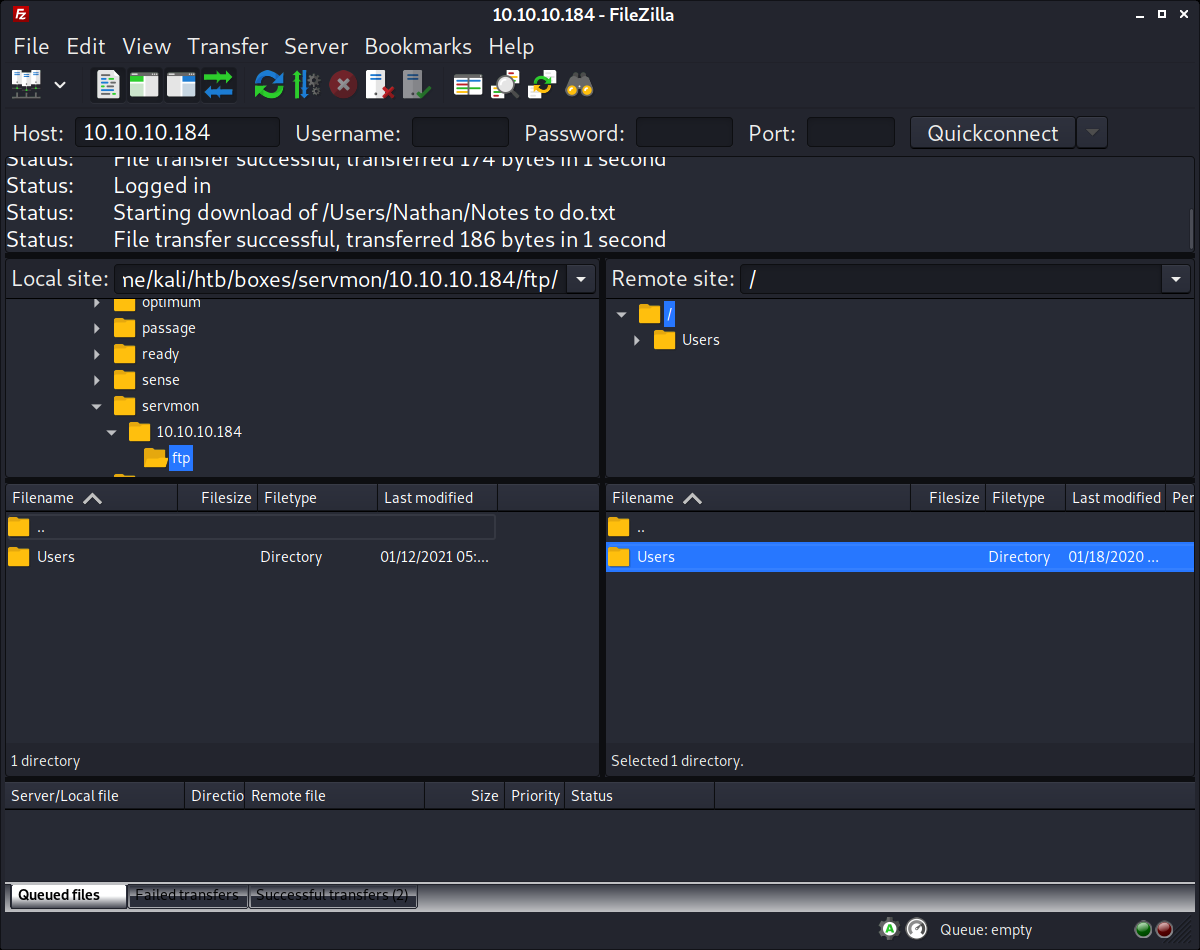 10.10.10.184 - FileZilla
File Edit View Transfer Server Bookmarks Help
Host: 10.10.10.184 Username: Password: Port: Quickconnect
Status: File transfer successful, transferred 174 bytes in 1 second
Status: Logged in
Status: Starting download of /Users/Nathan/Notes to do.txt
Status: File transfer successful, transferred 186 bytes in 1 second
Local site: ne/kali/htb/boxes/servmon/10.10.10.184/ftp/
optimum
passage
ready
sense
servmon
10.10.10.184
ftp
Remote site: /
/
Users
Filename Filesize Filetype Last modified
..
Users Directory 01/12/2021 05:...
1 directory
Filename Filesize Filetype Last modified Per
..
Users Directory 01/18/2020 ...
Selected 1 directory.
Server/Local file Directio Remote file Size Priority Status
Queued files Failed transfers Successful transfers (2)
A Queue: empty